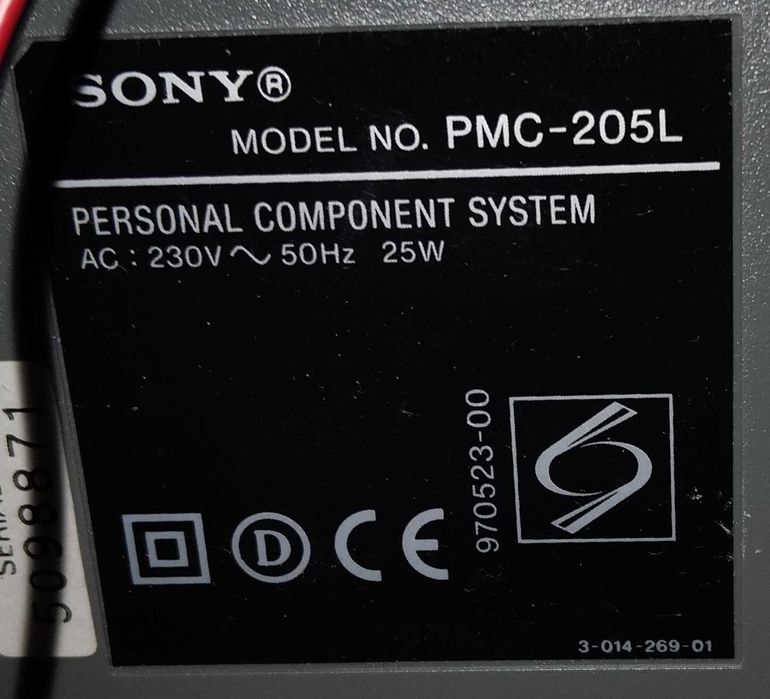 SONY®
MODEL NO. PMC-205L
PERSONAL COMPONENT SYSTEM
AC : 230V ~ 50Hz 25W
970523-00
D
CE
3-014-269-01
5098871